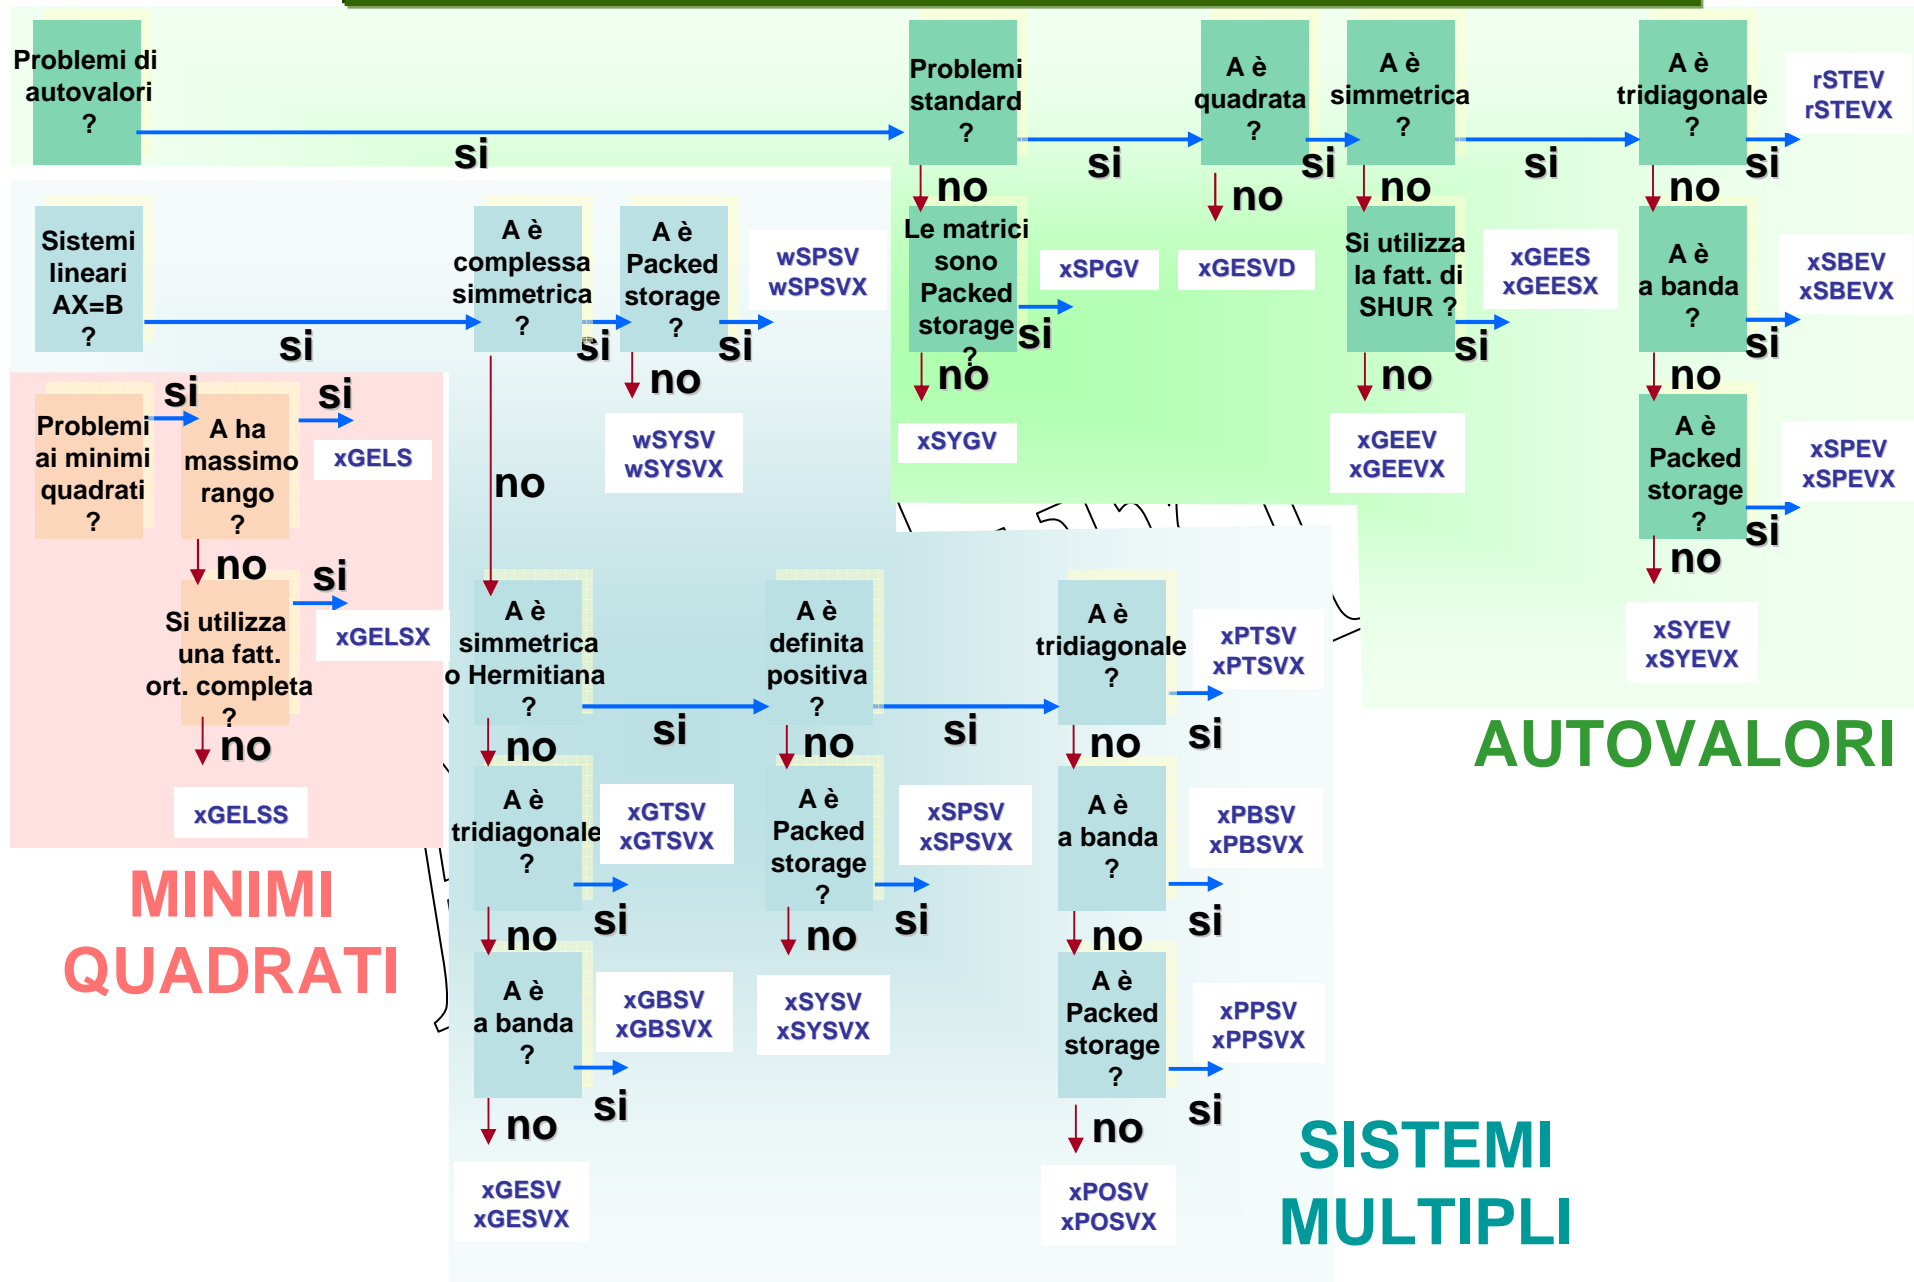 Problemi di
autovalori
?
si
Problemi
standard
?
si
no
A è
quadrata
?
si
no
A è
simmetrica
?
si
no
A è
tridiagonale
?
si
no
rSTEV
rSTEVX
Le matrici
sono
Packed
storage
?
si
no
xSPGV
xSYGV
xGESVD
Si utilizza
la fatt. di
SHUR ?
si
no
xGEES
xGEESX
xGEEV
xGEEVX
A è
a banda
?
si
no
xSBEV
xSBEVX
A è
Packed
storage
?
si
no
xSPEV
xSPEVX
xSYEV
xSYEVX
AUTOVALORI
Sistemi
lineari
AX=B
?
si
A è
complessa
simmetrica
?
si
no
A è
Packed
storage
?
si
no
wSPSV
wSPSVX
wSYSV
wSYSVX
Problemi
ai minimi
quadrati
?
si
A ha
massimo
rango
?
si
no
xGELS
Si utilizza
una fatt.
ort. completa
?
si
no
xGELSX
xGELSS
MINIMI
QUADRATI
A è
simmetrica
o Hermitiana
?
si
no
A è
definita
positiva
?
si
no
A è
tridiagonale
?
si
no
xPTSV
xPTSVX
A è
tridiagonale
?
si
no
xGTSV
xGTSVX
A è
Packed
storage
?
si
no
xSPSV
xSPSVX
A è
a banda
?
si
no
xPBSV
xPBSVX
A è
a banda
?
si
no
xGBSV
xGBSVX
xSYSV
xSYSVX
A è
Packed
storage
?
si
no
xPPSV
xPPSVX
xGESV
xGESVX
xPOSV
xPOSVX
SISTEMI
MULTIPLI